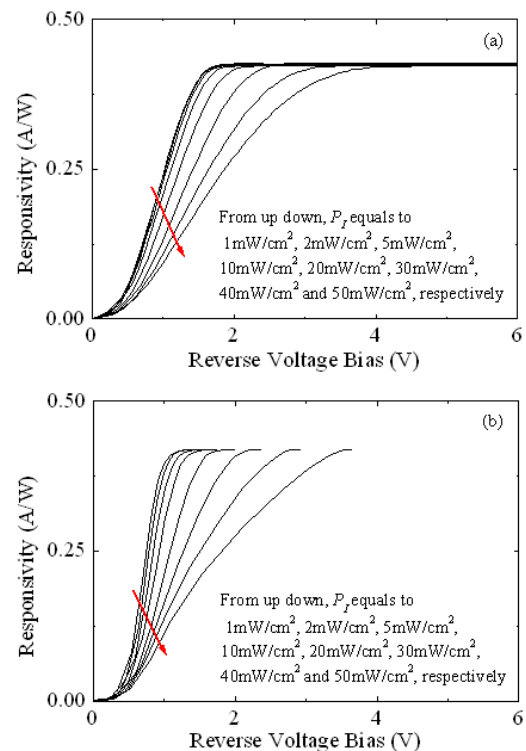 (a)
0.50
0.25
0.00
Responsivity (A/W)
From up down, P_I equals to
1mW/cm², 2mW/cm², 5mW/cm²,
10mW/cm², 20mW/cm², 30mW/cm²,
40mW/cm² and 50mW/cm², respectively
0 2 4 6
Reverse Voltage Bias (V)
(b)
0.50
0.25
0.00
Responsivity (A/W)
From up down, P_I equals to
1mW/cm², 2mW/cm², 5mW/cm²,
10mW/cm², 20mW/cm², 30mW/cm²,
40mW/cm² and 50mW/cm², respectively
0 2 4 6
Reverse Voltage Bias (V)